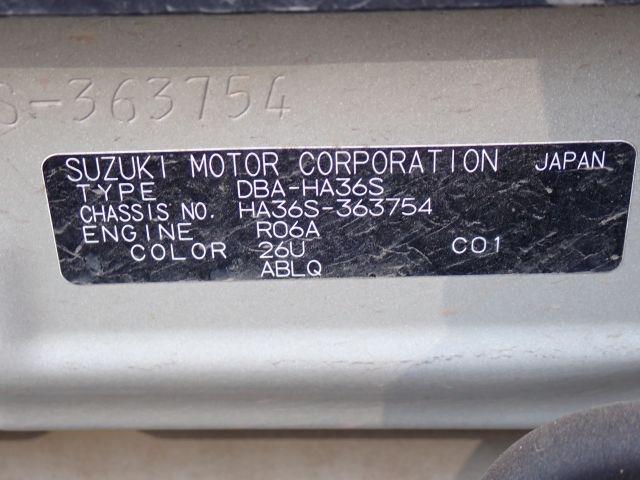 S-363754
SUZUKI MOTOR CORPORATION JAPAN
TYPE DBA-HA36S
CHASSIS NO. HA36S-363754
ENGINE R06A
COLOR 26U C01
ABLQ